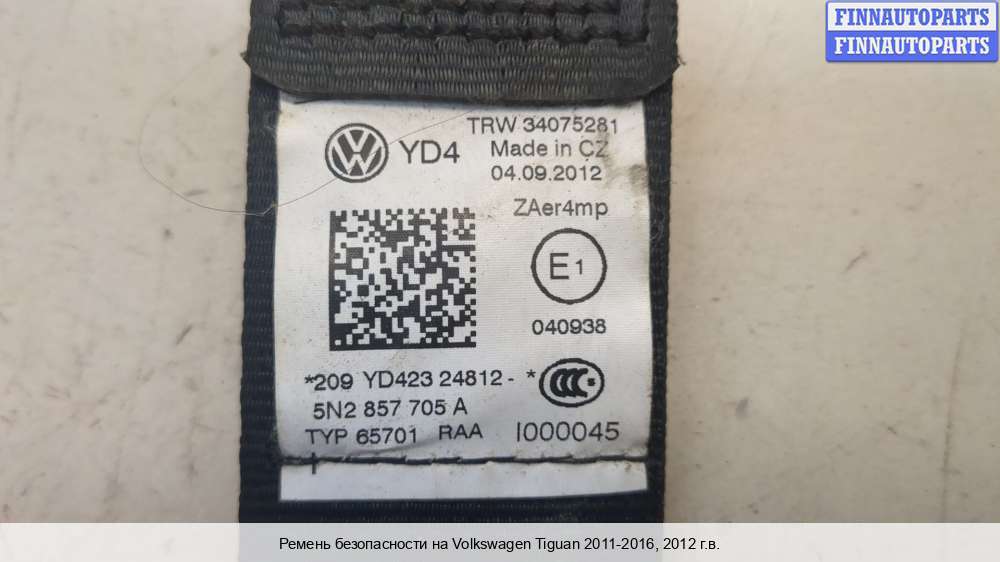 FINNAUTOPARTS
FINNAUTOPARTS
TRW 34075281
YD4
Made in CZ
04.09.2012
ZAer4mp
E1
040938
*209 YD423 24812- *
CCC
5N2 857 705 A
TYP 65701 RAA
I000045
Ремень безопасности на Volkswagen Tiguan 2011-2016, 2012 г.в.